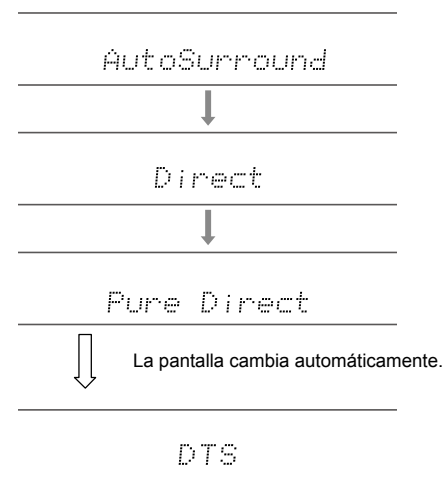 AutoSurround
Direct
Pure Direct
La pantalla cambia automáticamente.
DTS